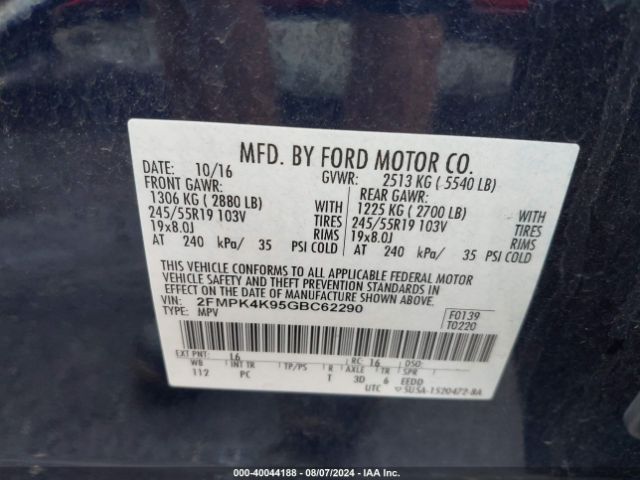 MFD. BY FORD MOTOR CO.
DATE: 10/16 GVWR: 2513 KG ( 5540 LB)
FRONT GAWR: REAR GAWR:
1306 KG ( 2880 LB) WITH 1225 KG ( 2700 LB) WITH
245/55R19 103V TIRES 245/55R19 103V TIRES
19x8.0J RIMS 19x8.0J RIMS
AT 240 kPa/ 35 PSI COLD AT 240 kPa/ 35 PSI COLD
THIS VEHICLE CONFORMS TO ALL APPLICABLE FEDERAL MOTOR
VEHICLE SAFETY AND THEFT PREVENTION STANDARDS IN EFFECT
ON THE DATE OF MANUFACTURE SHOWN ABOVE.
VIN: 2FMPK4K95GBC62290 F0139
TYPE: MPV T0220
EXT PNT: 16 RC: 16 DSO:
WB INT TR TP/PS R AXLE TR SPR
112 PC T 3D 6 EEDD
UTC
000-40044188 - 08/07/2024 - IAA Inc.